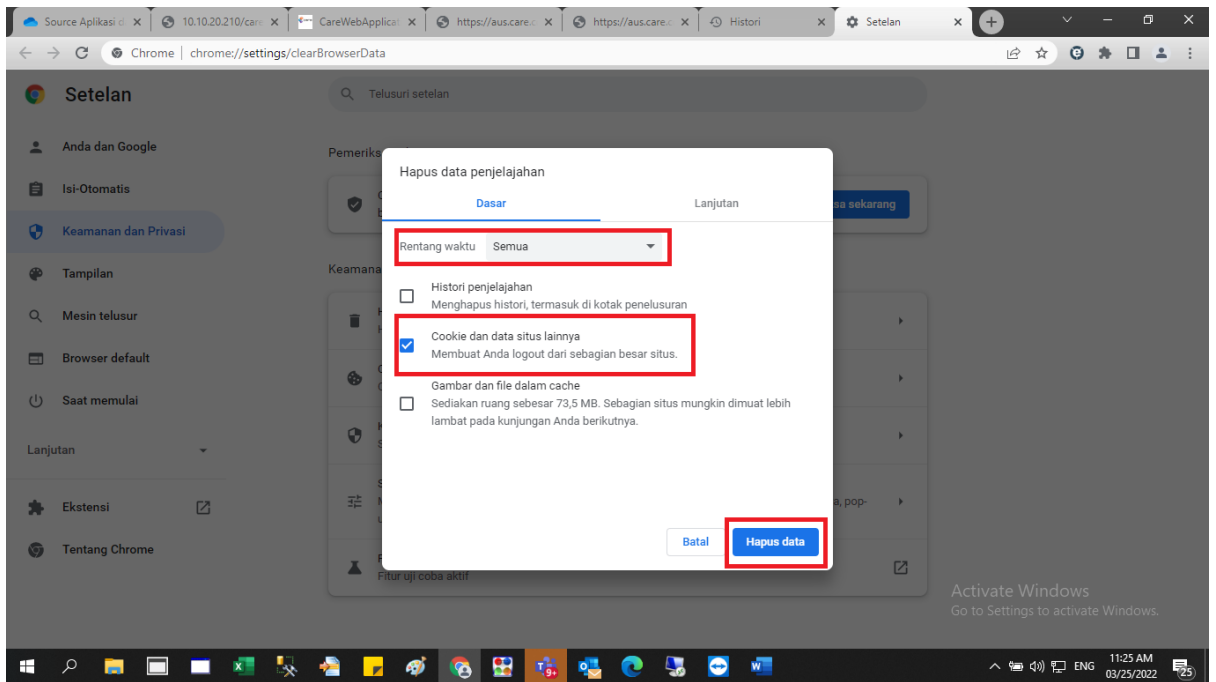 Source Aplikasi d
10.10.20.210/care
CareWebApplicat
https://aus.care.c
https://aus.care.c
Histori
Setelan
Chrome | chrome://settings/clearBrowserData
Setelan
Telusuri setelan
Anda dan Google
Isi-Otomatis
Keamanan dan Privasi
Tampilan
Mesin telusur
Browser default
Saat memulai
Lanjutan
Ekstensi
Tentang Chrome
Pemeriks
sa sekarang
Keamana
a, pop-
Fitur uji coba aktif
Hapus data penjelajahan
Dasar
Lanjutan
Rentang waktu Semua
Histori penjelajahan
Menghapus histori, termasuk di kotak penelusuran
Cookie dan data situs lainnya
Membuat Anda logout dari sebagian besar situs.
Gambar dan file dalam cache
Sediakan ruang sebesar 73,5 MB. Sebagian situs mungkin dimuat lebih
lambat pada kunjungan Anda berikutnya.
Batal
Hapus data
Activate Windows
Go to Settings to activate Windows.
9+
ENG
11:25 AM
03/25/2022
25